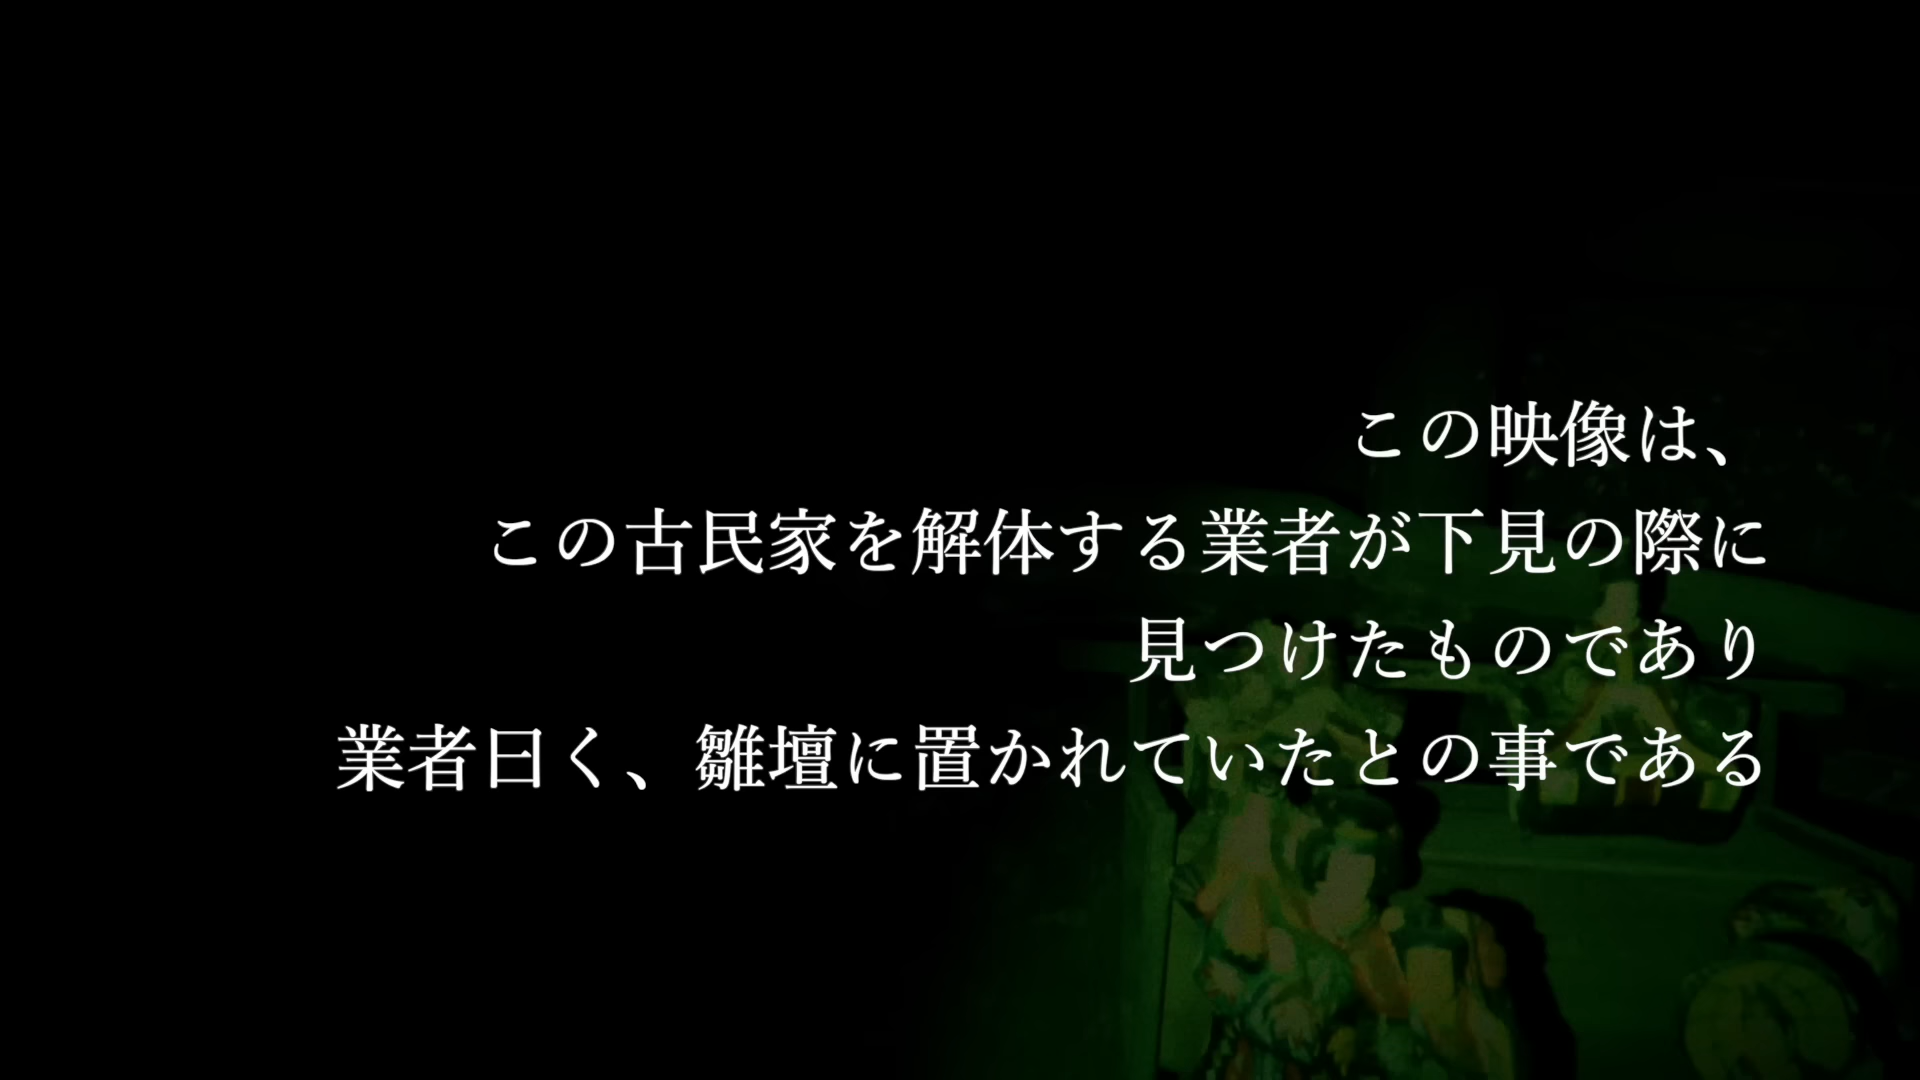 この映像は、
この古民家を解体する業者が下見の際に
見つけたものであり
業者曰く、雛壇に置かれていたとの事である